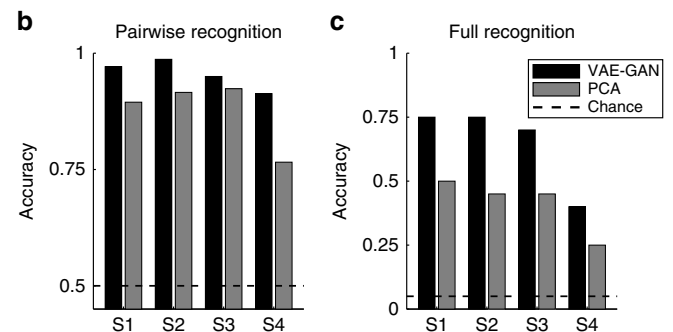 b
Pairwise recognition
1
0.75
0.5
Accuracy
S1 S2 S3 S4
c
Full recognition
1
0.75
0.5
0.25
0
Accuracy
VAE-GAN
PCA
Chance
S1 S2 S3 S4